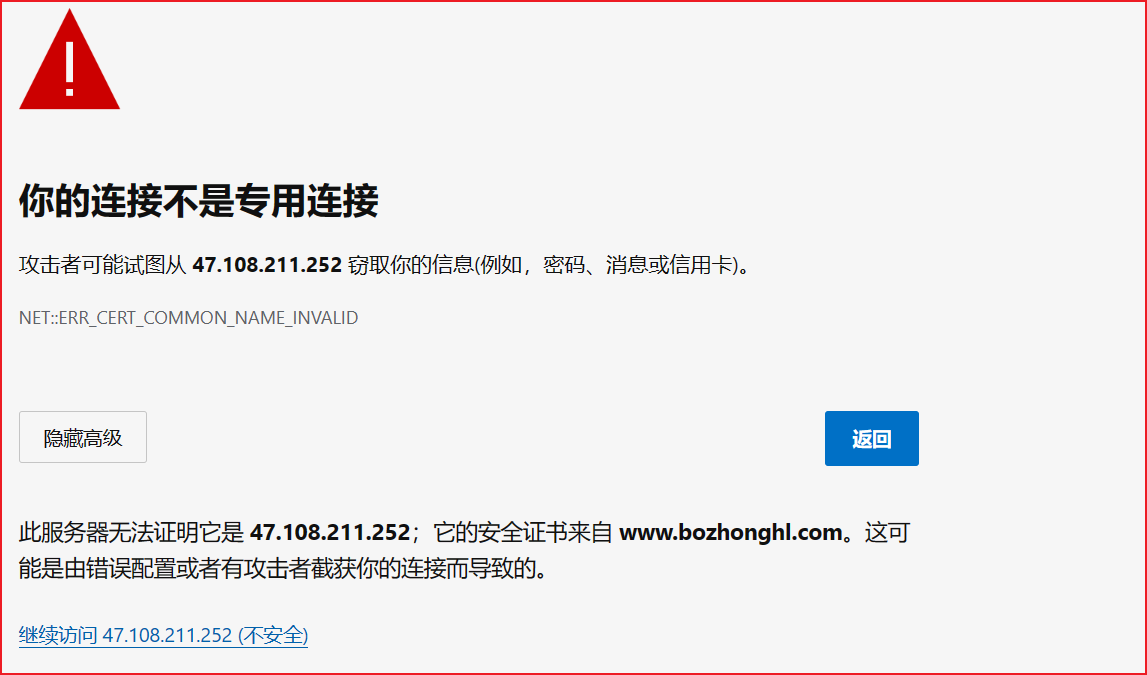 你的连接不是专用连接
攻击者可能试图从 47.108.211.252 窃取你的信息(例如，密码、消息或信用卡)。
NET::ERR_CERT_COMMON_NAME_INVALID
隐藏高级
返回
此服务器无法证明它是 47.108.211.252；它的安全证书来自 www.bozhonghl.com。这可
能是由错误配置或者有攻击者截获你的连接而导致的。
继续访问 47.108.211.252 (不安全)